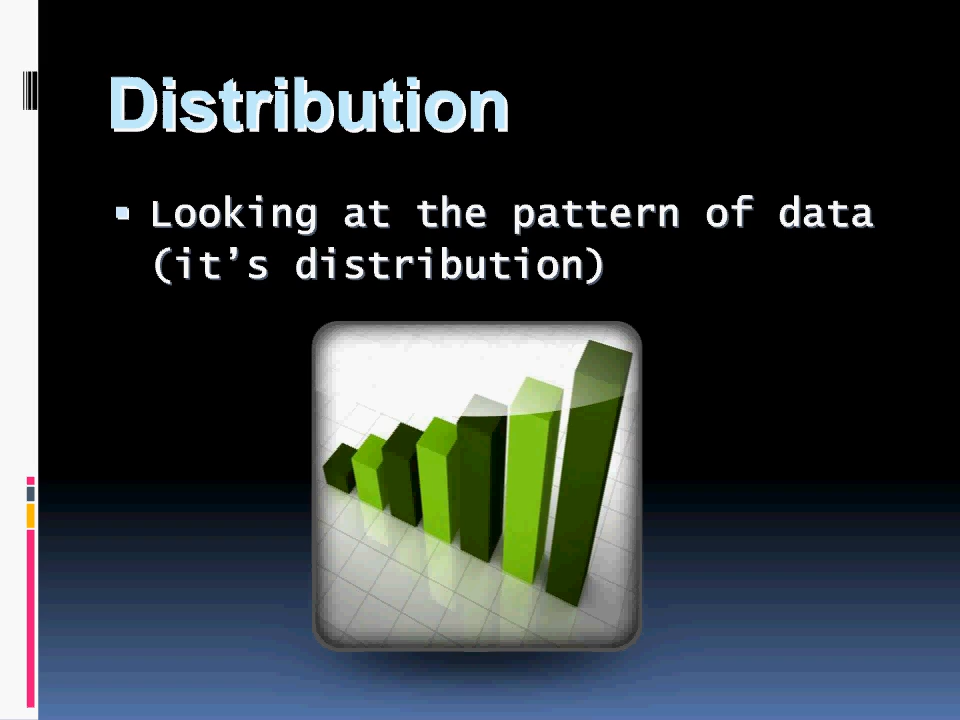 Distribution
▪ Looking at the pattern of data
(it’s distribution)